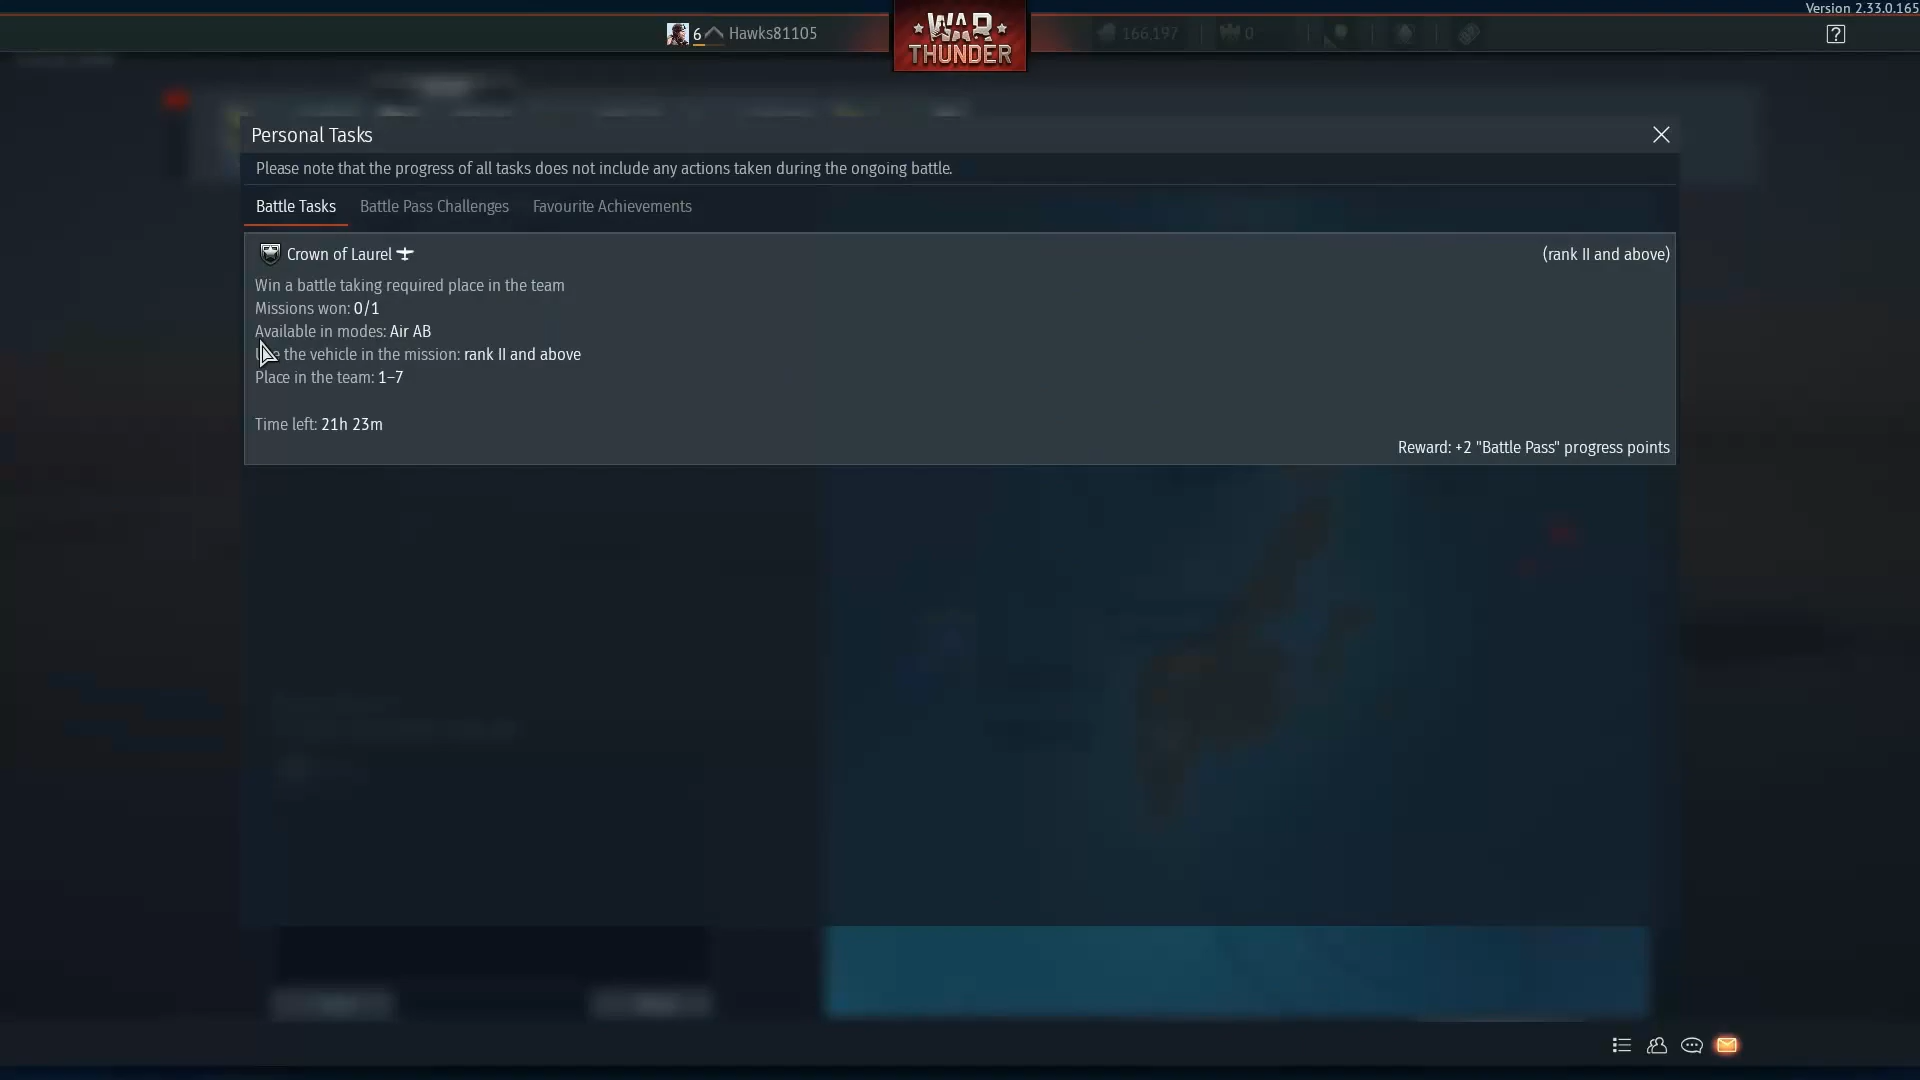 Version 2.33.0.165
6 Hawks81105
WAR
THUNDER
166,197
0
Personal Tasks
Please note that the progress of all tasks does not include any actions taken during the ongoing battle.
Battle Tasks Battle Pass Challenges Favourite Achievements
Crown of Laurel (rank II and above)
Win a battle taking required place in the team
Missions won: 0/1
Available in modes: Air AB
the vehicle in the mission: rank II and above
Place in the team: 1–7
Time left: 21h 23m
Reward: +2 "Battle Pass" progress points